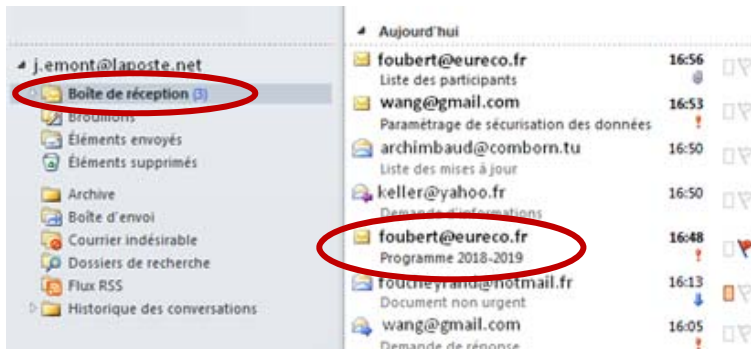 j.emont@laposte.net
Boîte de réception (3)
Brouillons
Éléments envoyés
Éléments supprimés
Archive
Boîte d'envoi
Courrier indésirable
Dossiers de recherche
Flux RSS
Historique des conversations
Aujourd'hui
foubert@eureco.fr 16:56
Liste des participants
wang@gmail.com 16:53
Paramètrage de sécurisation des données
archimbaud@comborn.tu 16:50
Liste des mises à jour
keller@yahoo.fr 16:50
Demande d'informations
foubert@eureco.fr 16:48
Programme 2018-2019
foucheyrand@hotmail.fr 16:13
Document non urgent
wang@gmail.com 16:05
Demande de réponse